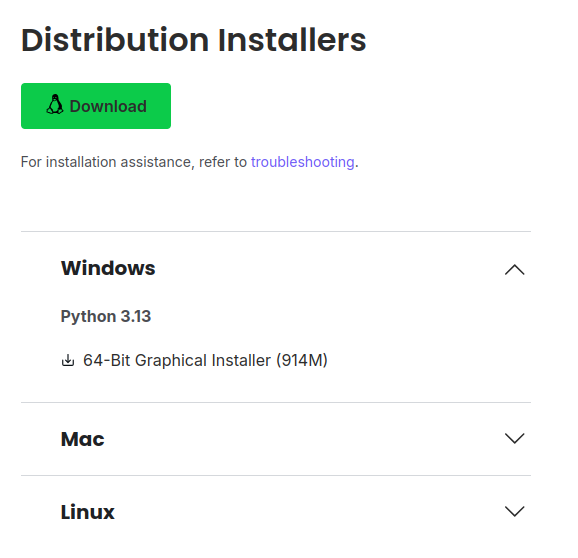 Distribution Installers
Download
For installation assistance, refer to troubleshooting.
Windows
Python 3.13
64-Bit Graphical Installer (914M)
Mac
Linux